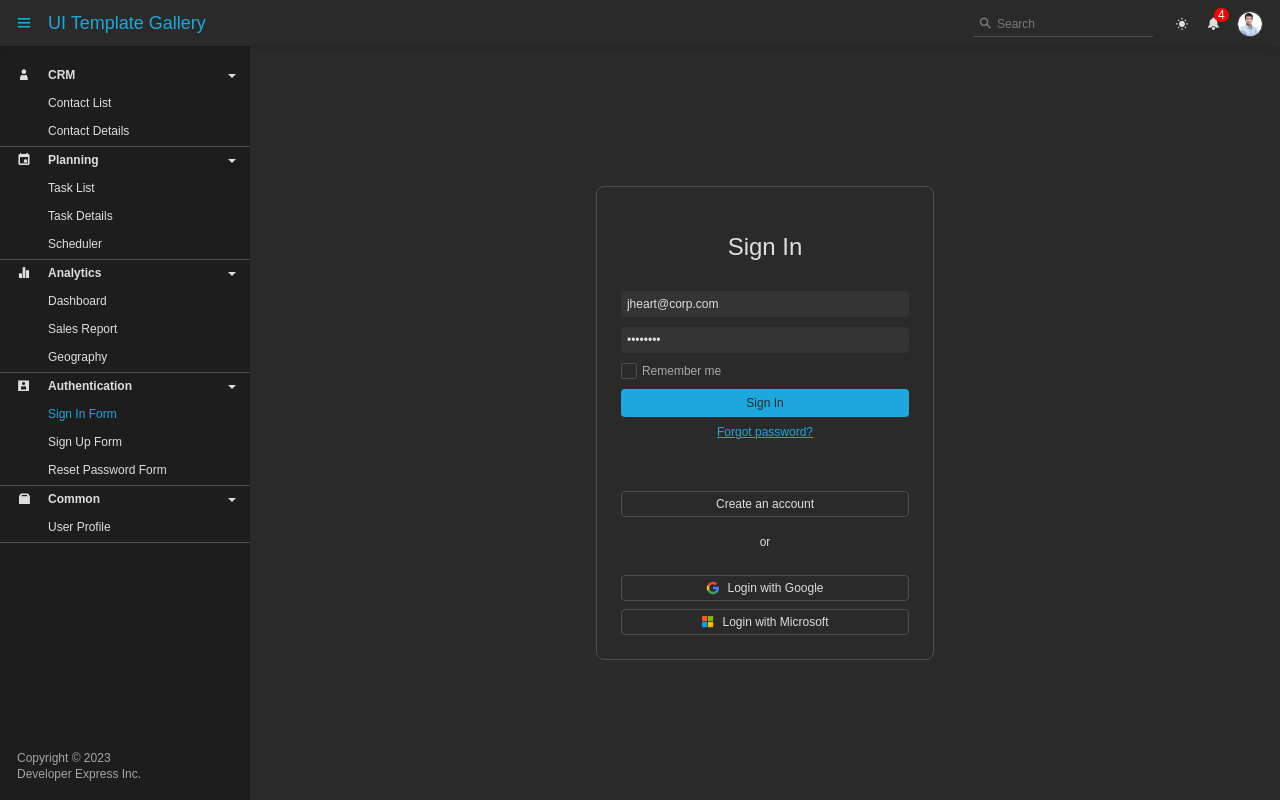 UI Template Gallery
Search
4
CRM
Contact List
Contact Details
Planning
Task List
Task Details
Scheduler
Analytics
Dashboard
Sales Report
Geography
Authentication
Sign In Form
Sign Up Form
Reset Password Form
Common
User Profile
Copyright © 2023
Developer Express Inc.
Sign In
jheart@corp.com
••••••••
Remember me
Sign In
Forgot password?
Create an account
or
Login with Google
Login with Microsoft